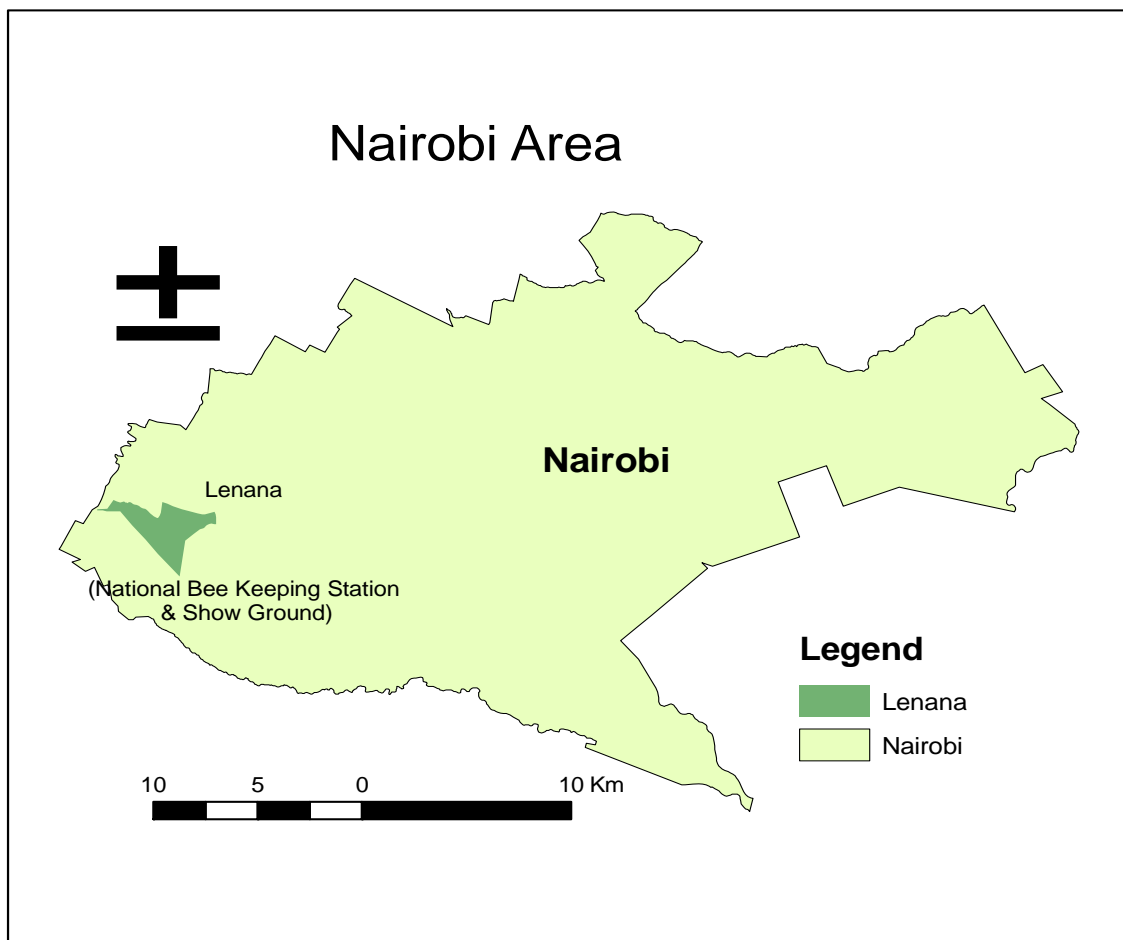 Nairobi Area
Nairobi
Lenana
(National Bee Keeping Station
& Show Ground)
Legend
Lenana
Nairobi
10 5 0 10 Km